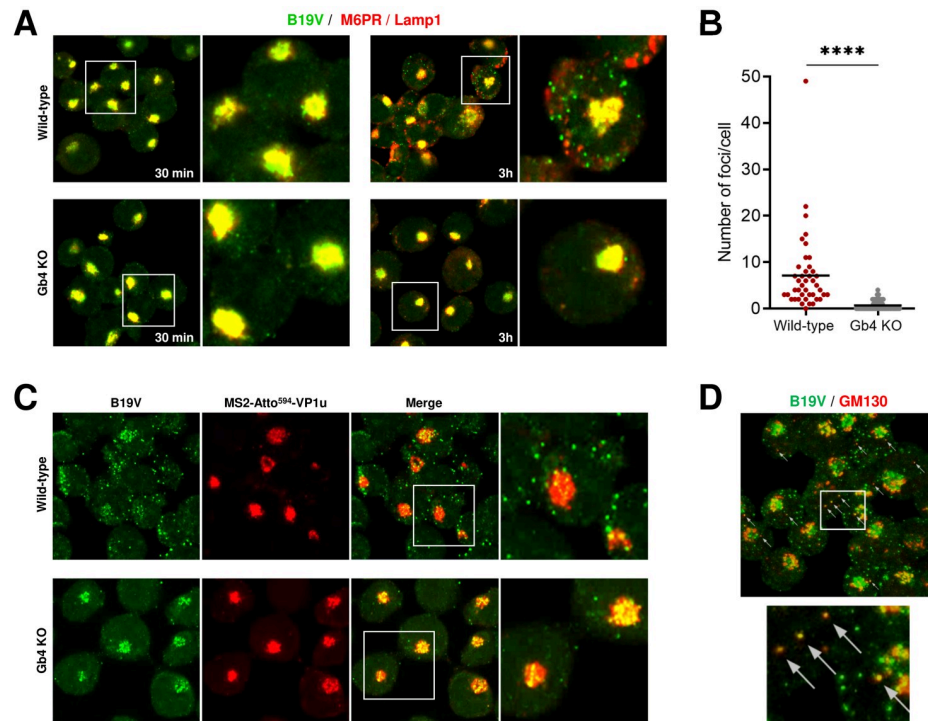 A
B19V / M6PR / Lamp1
Wild-type
30 min
3h
Gb4 KO
30 min
3h
B
****
Number of foci/cell
50
40
30
20
10
0
Wild-type
Gb4 KO
C
B19V
MS2-Atto⁵⁹⁴-VP1u
Merge
Wild-type
Gb4 KO
D
B19V / GM130